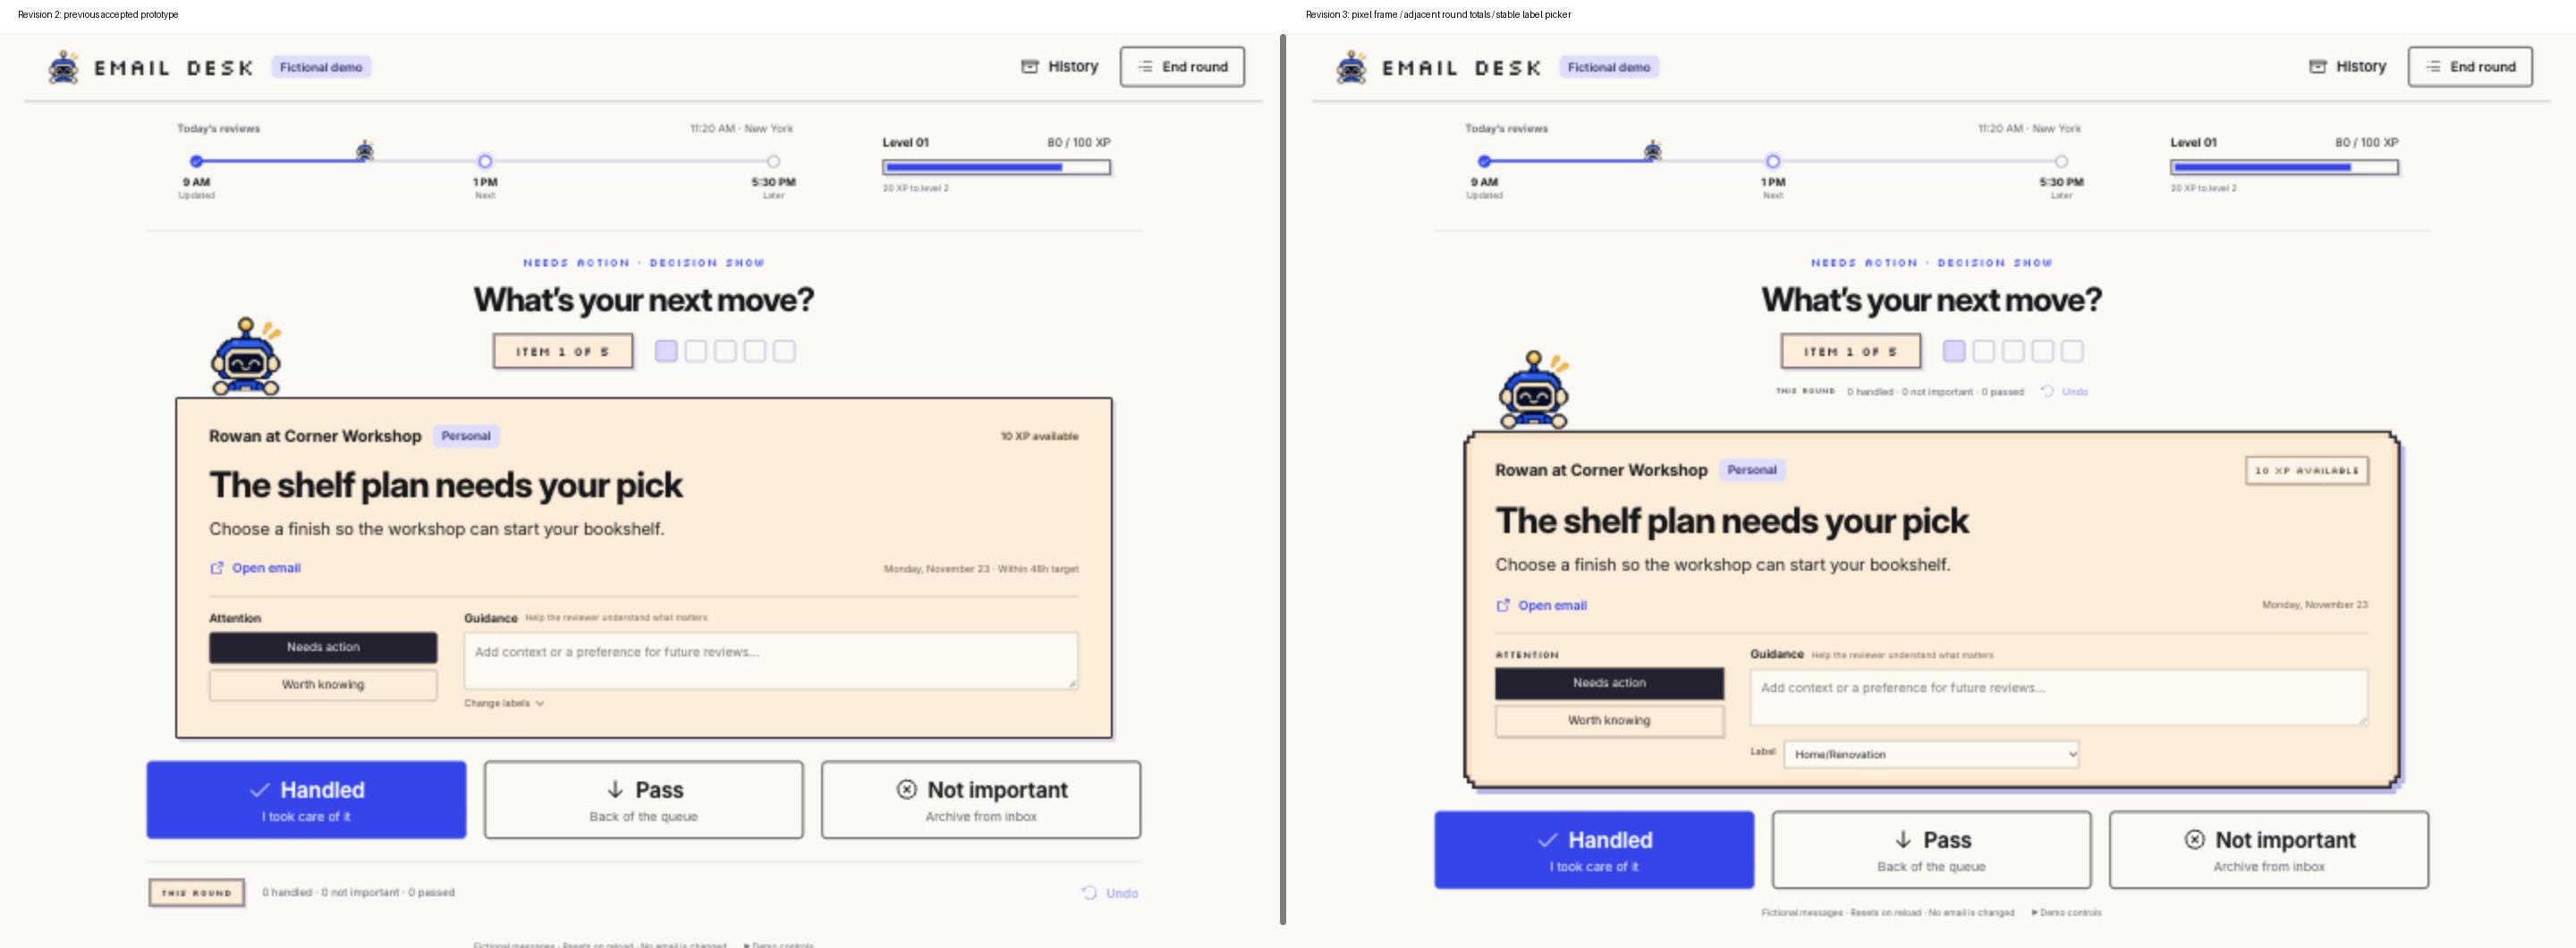 Revision 2: previous accepted prototype
EMAIL DESK
Fictional demo
History
End round
Today's reviews
11:20 AM · New York
9 AM
Updated
1 PM
Next
5:30 PM
Later
Level 01
80 / 100 XP
20 XP to level 2
NEEDS ACTION · DECISION SHOW
What's your next move?
ITEM 1 OF 5
Rowan at Corner Workshop
Personal
10 XP available
The shelf plan needs your pick
Choose a finish so the workshop can start your bookshelf.
Open email
Monday, November 23 · Within 48h target
Attention
Needs action
Worth knowing
Guidance Help the reviewer understand what matters
Add context or a preference for future reviews...
Change labels
Handled
I took care of it
Pass
Back of the queue
Not important
Archive from inbox
THIS ROUND
0 handled · 0 not important · 0 passed
Undo
Fictional messages · Resets on reload · No email is changed
Demo controls
Revision 3: pixel frame / adjacent round totals / stable label picker
EMAIL DESK
Fictional demo
History
End round
Today's reviews
11:20 AM · New York
9 AM
Updated
1 PM
Next
5:30 PM
Later
Level 01
80 / 100 XP
20 XP to level 2
NEEDS ACTION · DECISION SHOW
What's your next move?
ITEM 1 OF 5
THIS ROUND 0 handled · 0 not important · 0 passed
Undo
Rowan at Corner Workshop
Personal
10 XP AVAILABLE
The shelf plan needs your pick
Choose a finish so the workshop can start your bookshelf.
Open email
Monday, November 23
ATTENTION
Needs action
Worth knowing
Guidance Help the reviewer understand what matters
Add context or a preference for future reviews...
Label
Home/Renovation
Handled
I took care of it
Pass
Back of the queue
Not important
Archive from inbox
Fictional messages · Resets on reload · No email is changed
Demo controls